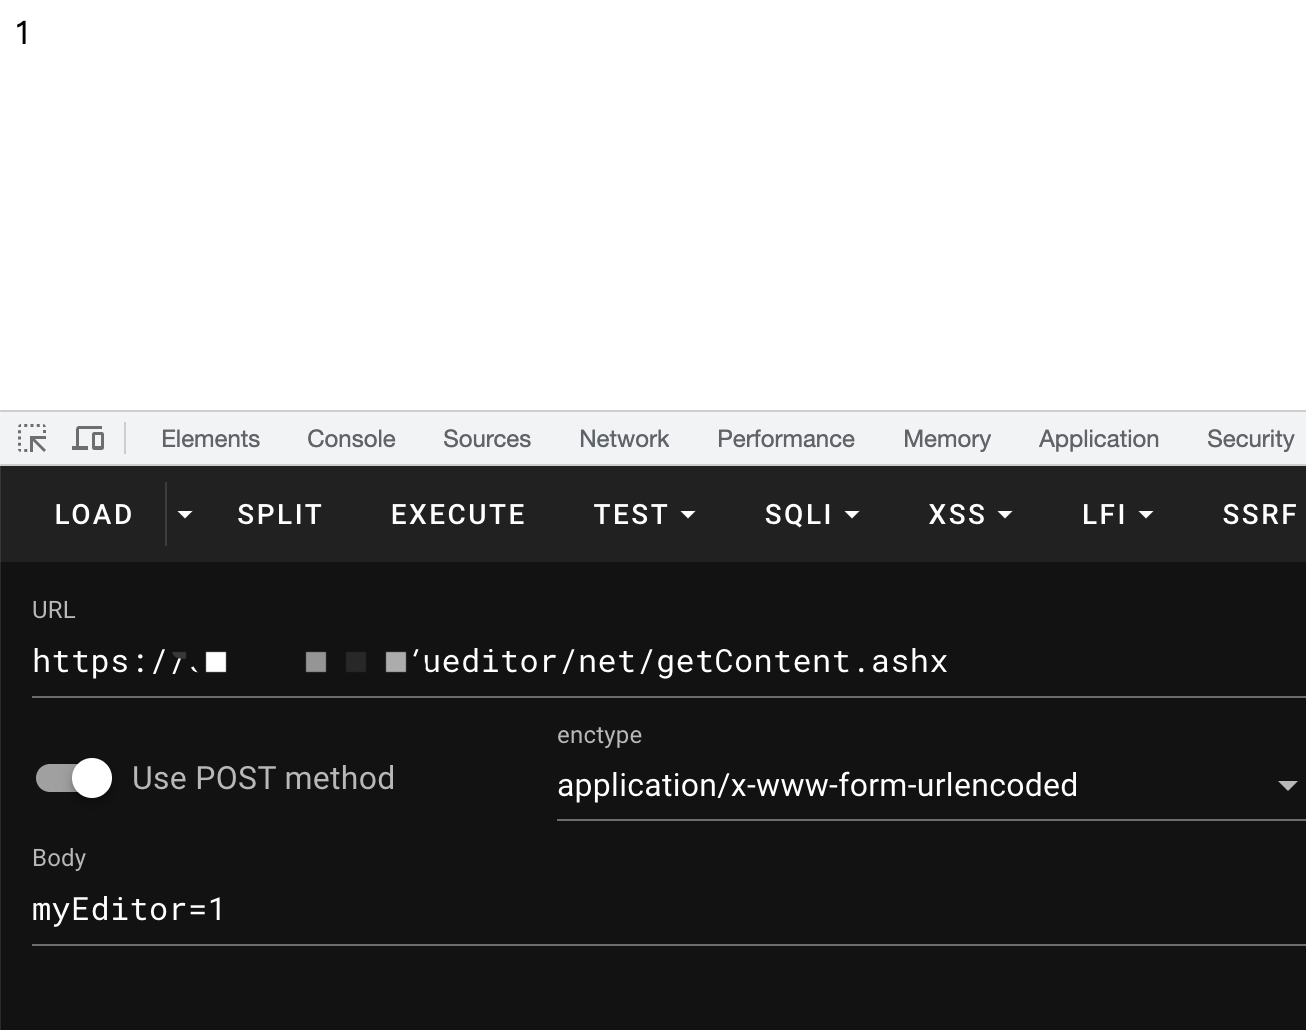 1
Elements Console Sources Network Performance Memory Application Security
LOAD SPLIT EXECUTE TEST SQLI XSS LFI SSRF
URL
https:// ueditor/net/getContent.ashx
enctype
Use POST method
application/x-www-form-urlencoded
Body
myEditor=1